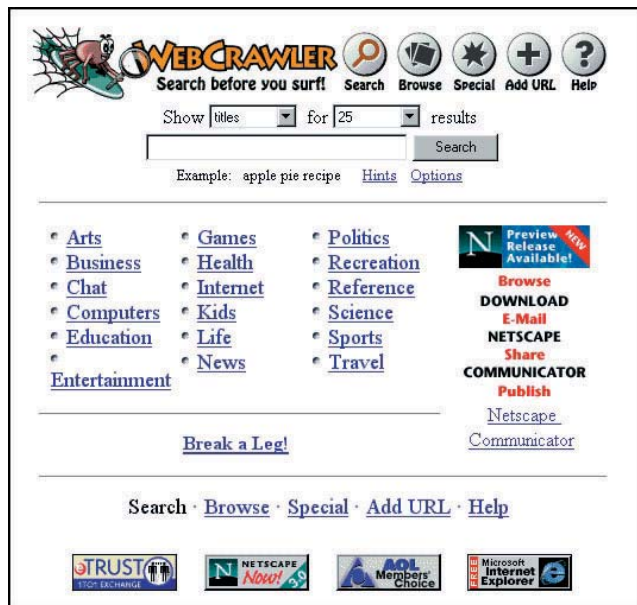 WEBCRAWLER
Search before you surf! Search Browse Special Add URL Help
Show titles for 25 results
Search
Example: apple pie recipe Hints Options
Arts Games Politics
Business Health Recreation
Chat Internet Reference
Computers Kids Science
Education Life Sports
News Travel
Entertainment
N Preview Release Available! NEW
Browse
DOWNLOAD
E-Mail
NETSCAPE
Share
COMMUNICATOR
Publish
Netscape
Communicator
Break a Leg!
Search · Browse · Special · Add URL · Help
eTRUST
1TO1 EXCHANGE
N NETSCAPE
Now! 3.0
AOL
Members'
Choice
FREE Microsoft
Internet
Explorer